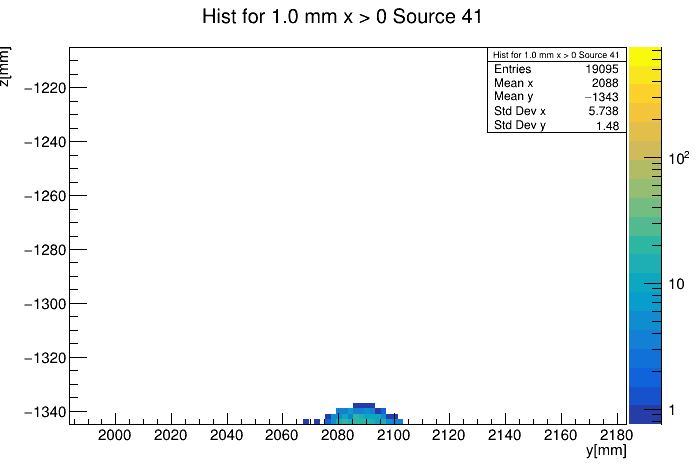 Hist for 1.0 mm x > 0 Source 41
z[mm]
Hist for 1.0 mm x > 0 Source 41
Entries 19095
Mean x 2088
Mean y −1343
Std Dev x 5.738
Std Dev y 1.48
−1220
−1240
−1260
−1280
−1300
−1320
−1340
10²
10
1
2000 2020 2040 2060 2080 2100 2120 2140 2160 2180
y[mm]